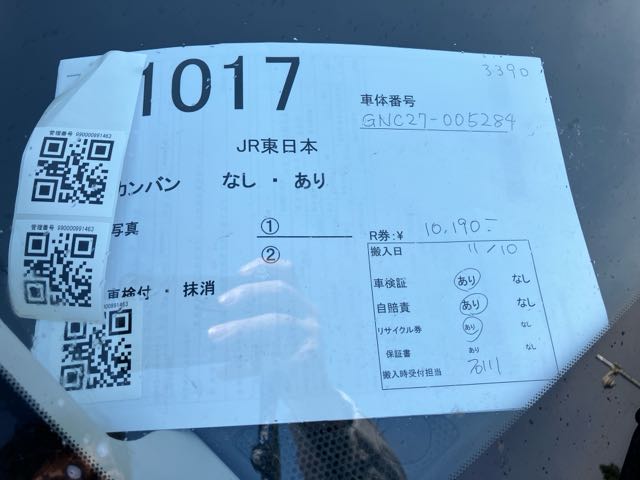 1017
3390
車体番号
GNC27-005284
JR東日本
カンバン なし ・ あり
写真 ①
②
車検付 ・ 抹消
R券:¥ 10,190-
搬入日 11/10
車検証 あり なし
自賠責 あり なし
リサイクル券 あり なし
保証書 あり なし
搬入時受付担当
管理番号 990000991463
管理番号 990000991463